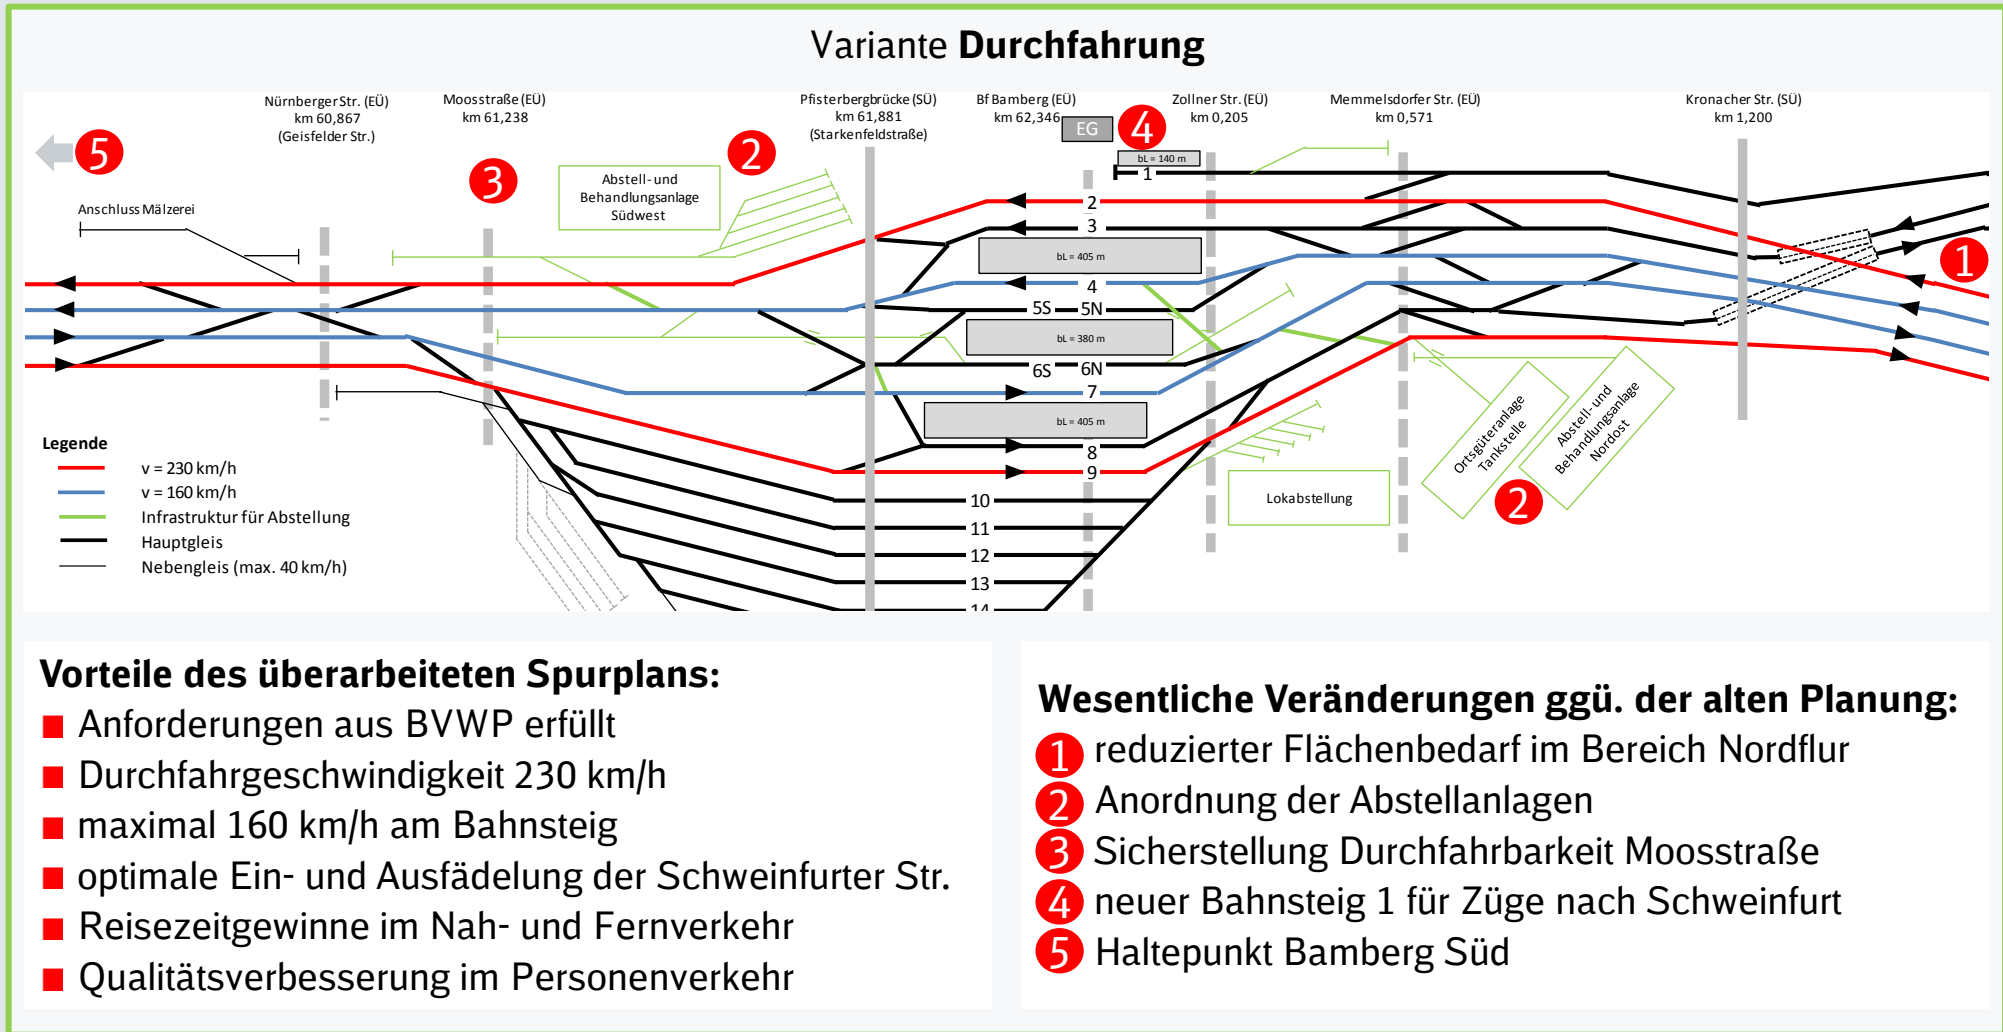 Variante Durchfahrung
Nürnberger Str. (EÜ)
km 60,867
(Geisfelder Str.)
Moosstraße (EÜ)
km 61,238
Pfisterbergbrücke (SÜ)
km 61,881
(Starkenfeldstraße)
Bf Bamberg (EÜ)
km 62,346
Zollner Str. (EÜ)
km 0,205
Memmelsdorfer Str. (EÜ)
km 0,571
Kronacher Str. (SÜ)
km 1,200
EG
4
5
2
3
1
Abstell- und
Behandlungsanlage
Südwest
Anschluss Mälzerei
bL = 140 m
1
2
3
bL = 405 m
4
5S
5N
bL = 380 m
6S
6N
7
bL = 405 m
8
9
10
11
12
13
14
Lokabstellung
Ortsgüteranlage
Tankstelle
Abstell- und
Behandlungsanlage
Nordost
2
Legende
v = 230 km/h
v = 160 km/h
Infrastruktur für Abstellung
Hauptgleis
Nebengleis (max. 40 km/h)
Vorteile des überarbeiteten Spurplans:
Anforderungen aus BVWP erfüllt
Durchfahrgeschwindigkeit 230 km/h
maximal 160 km/h am Bahnsteig
optimale Ein- und Ausfädelung der Schweinfurter Str.
Reisezeitgewinne im Nah- und Fernverkehr
Qualitätsverbesserung im Personenverkehr
Wesentliche Veränderungen ggü. der alten Planung:
1 reduzierter Flächenbedarf im Bereich Nordflur
2 Anordnung der Abstellanlagen
3 Sicherstellung Durchfahrbarkeit Moosstraße
4 neuer Bahnsteig 1 für Züge nach Schweinfurt
5 Haltepunkt Bamberg Süd